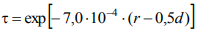 τ = exp[− 7,0·10⁻⁴ ·(r − 0,5d)]